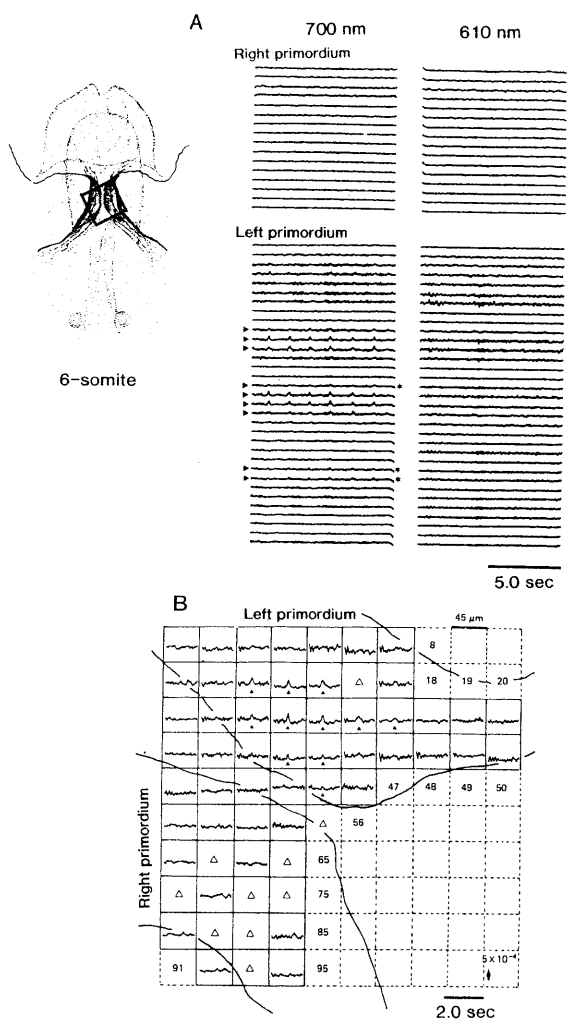 A
700 nm
610 nm
Right primordium
Left primordium
6-somite
*
*
*
5.0 sec
B
Left primordium
45 μm
8
18 19 20
47 48 49 50
56
Right primordium
65
75
85
91 95
5 × 10⁻⁴
2.0 sec